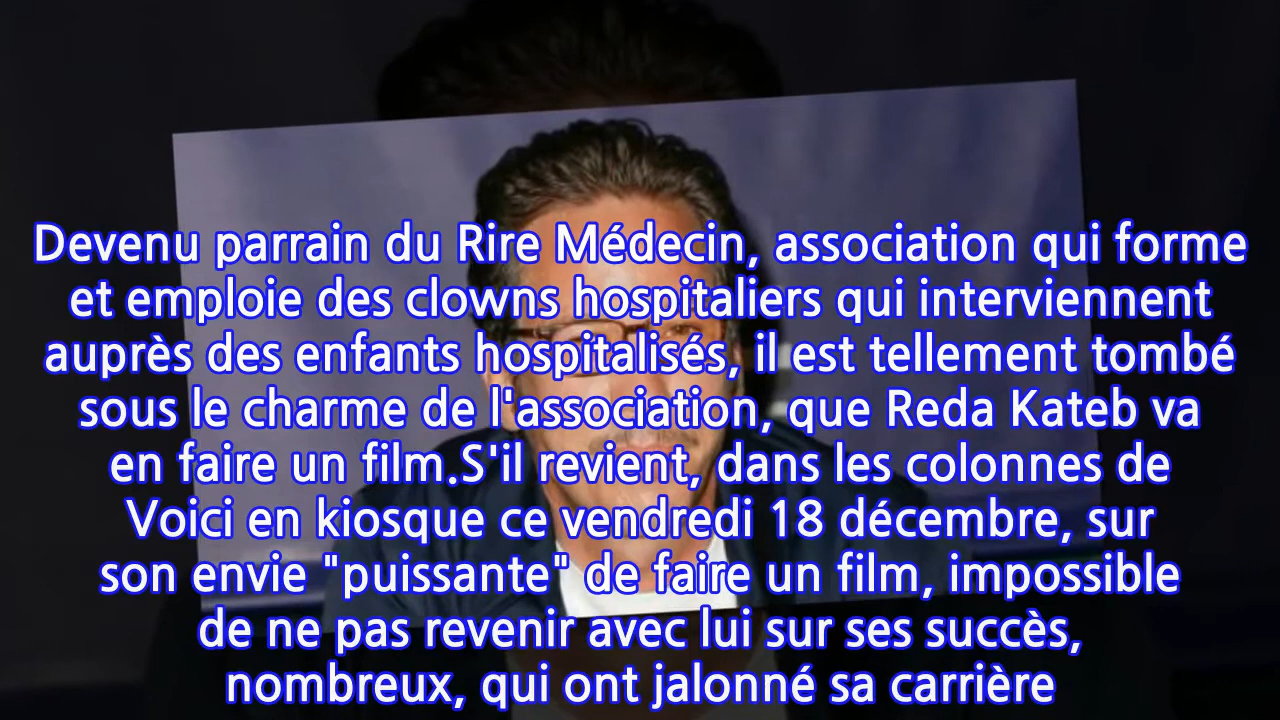 Devenu parrain du Rire Médecin, association qui forme
et emploie des clowns hospitaliers qui interviennent
auprès des enfants hospitalisés, il est tellement tombé
sous le charme de l'association, que Reda Kateb va
en faire un film.S'il revient, dans les colonnes de
Voici en kiosque ce vendredi 18 décembre, sur
son envie "puissante" de faire un film, impossible
de ne pas revenir avec lui sur ses succès,
nombreux, qui ont jalonné sa carrière